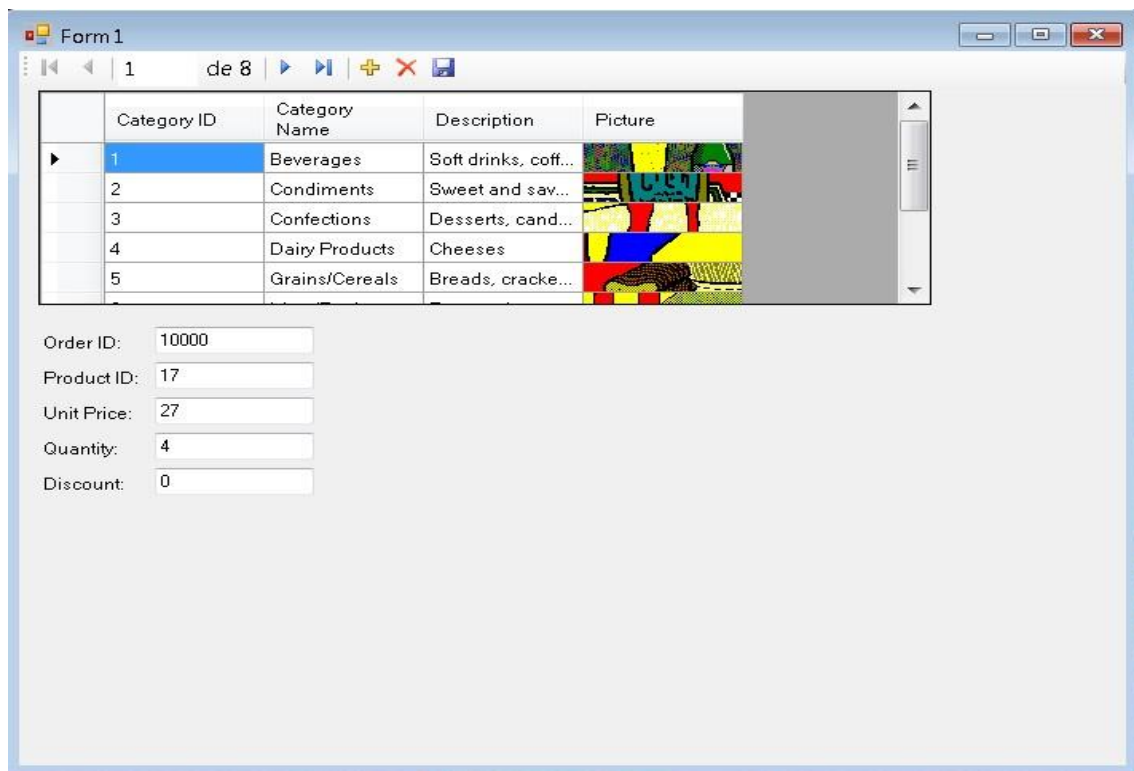 Form1
1 de 8
Category ID Category Name Description Picture
1 Beverages Soft drinks, coff...
2 Condiments Sweet and sav...
3 Confections Desserts, cand...
4 Dairy Products Cheeses
5 Grains/Cereals Breads, cracke...
Order ID: 10000
Product ID: 17
Unit Price: 27
Quantity: 4
Discount: 0